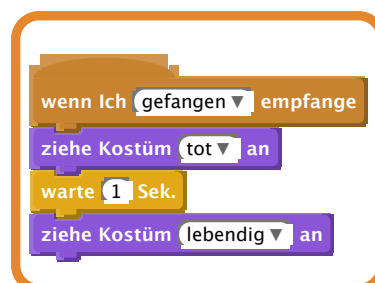 wenn Ich gefangen empfange
ziehe Kostüm tot an
warte 1 Sek.
ziehe Kostüm lebendig an